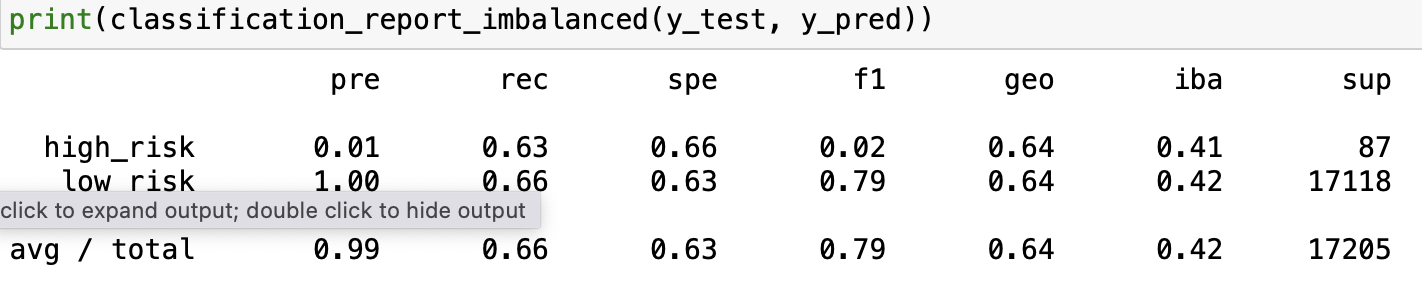 print(classification_report_imbalanced(y_test, y_pred))
pre rec spe f1 geo iba sup
high_risk 0.01 0.63 0.66 0.02 0.64 0.41 87
low_risk 1.00 0.66 0.63 0.79 0.64 0.42 17118
click to expand output; double click to hide output
avg / total 0.99 0.66 0.63 0.79 0.64 0.42 17205